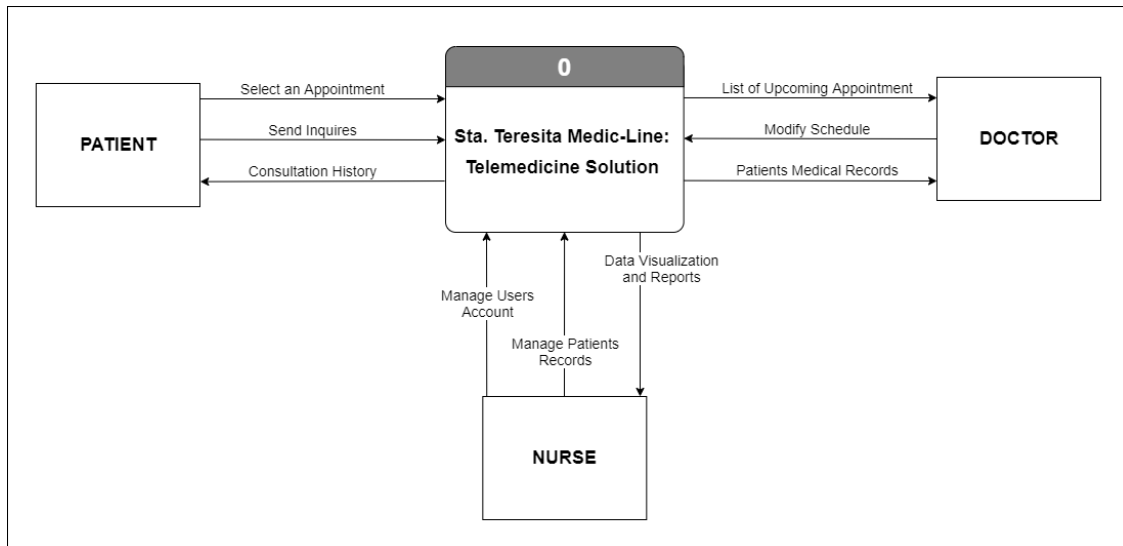 0
Select an Appointment
List of Upcoming Appointment
PATIENT
Send Inquires
Sta. Teresita Medic-Line:
Telemedicine Solution
Modify Schedule
DOCTOR
Consultation History
Patients Medical Records
Data Visualization
and Reports
Manage Users
Account
Manage Patients
Records
NURSE